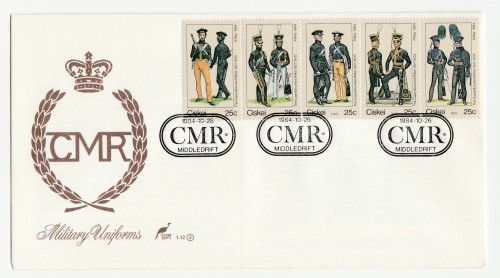 Ciskei 25c Ciskei 25c Ciskei 25c Ciskei 25c Ciskei 25c
1984-10-26 1984-10-26 1984-10-26
CMR CMR CMR CMR
MIDDLEDRIFT MIDDLEDRIFT MIDDLEDRIFT
Military Uniforms 1.12 2